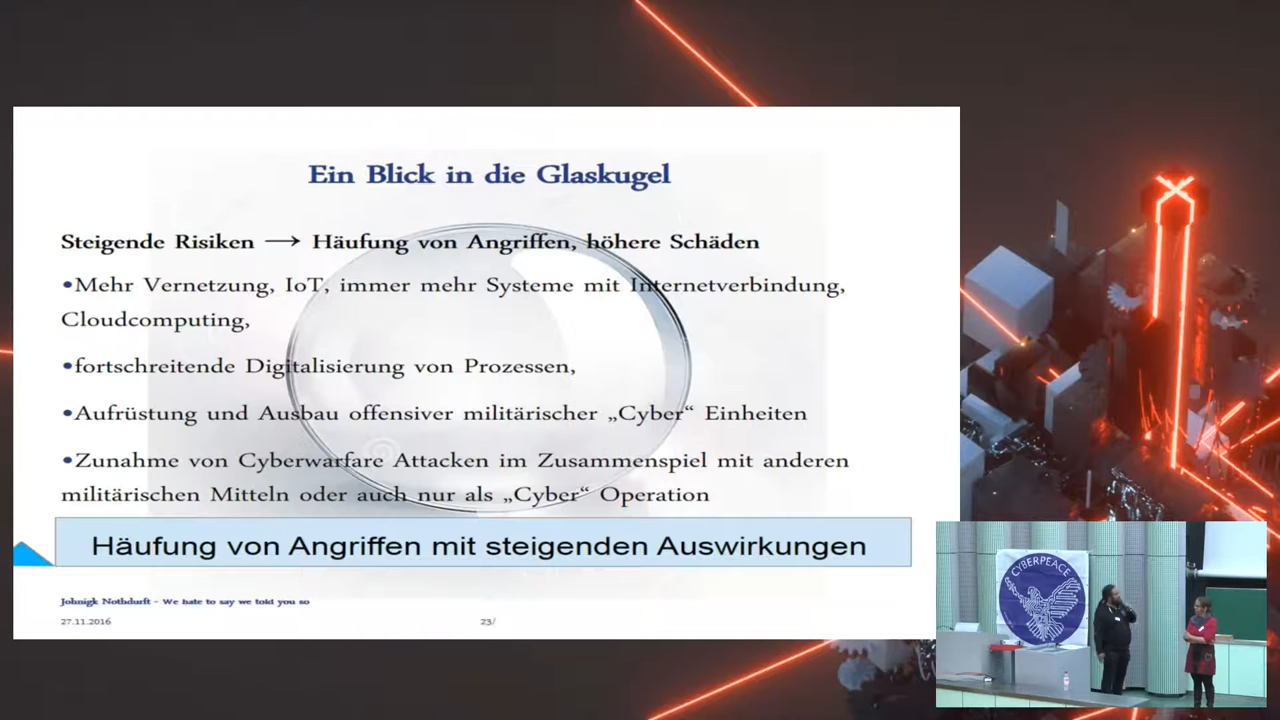 Ein Blick in die Glaskugel
Steigende Risiken → Häufung von Angriffen, höhere Schäden
•Mehr Vernetzung, IoT, immer mehr Systeme mit Internetverbindung,
Cloudcomputing,
•fortschreitende Digitalisierung von Prozessen,
•Aufrüstung und Ausbau offensiver militärischer „Cyber“ Einheiten
•Zunahme von Cyberwarfare Attacken im Zusammenspiel mit anderen
militärischen Mitteln oder auch nur als „Cyber“ Operation
Häufung von Angriffen mit steigenden Auswirkungen
Johnigk Nothdurft - We hate to say we told you so
27.11.2016
23/
CYBERPEACE